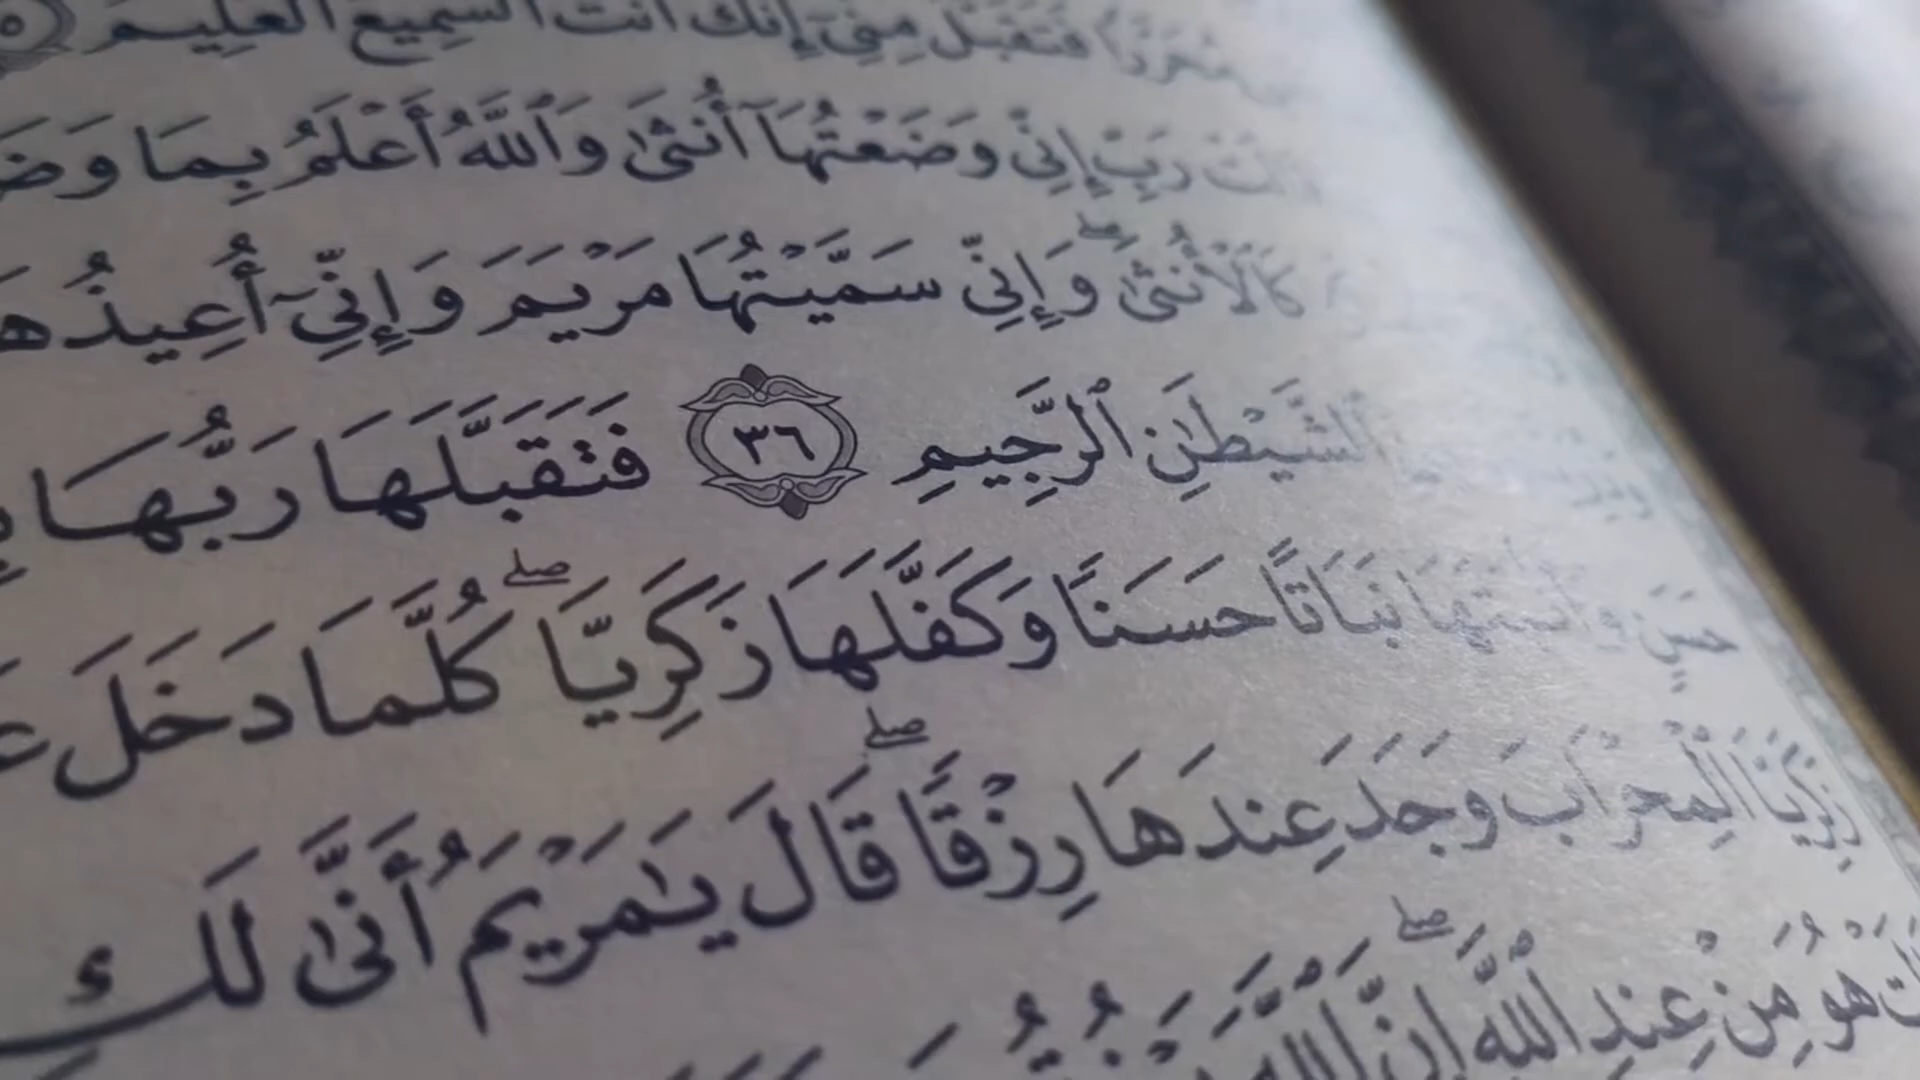 فَتَقَبَّلْ مِنِّيٓ إِنَّكَ أَنتَ ٱلسَّمِيعُ ٱلْعَلِيمُ
رَبِّ إِنِّي وَضَعْتُهَآ أُنثَىٰ وَٱللَّهُ أَعْلَمُ بِمَا وَضَ
كَٱلْأُنثَىٰۖ وَإِنِّي سَمَّيْتُهَا مَرْيَمَ وَإِنِّيٓ أُعِيذُهَ
ٱلشَّيْطَٰنِ ٱلرَّجِيمِ ٣٦ فَتَقَبَّلَهَا رَبُّهَا بِ
حَسَنٖ وَأَنۢبَتَهَا نَبَاتًا حَسَنٗا وَكَفَّلَهَا زَكَرِيَّاۖ كُلَّمَا دَخَلَ عَ
زَكَرِيَّا ٱلْمِحْرَابَ وَجَدَ عِندَهَا رِزْقٗاۖ قَالَ يَٰمَرْيَمُ أَنَّىٰ لَكِ
هُوَ مِنْ عِندِ ٱللَّهِۖ إِنَّ ٱللَّهَ